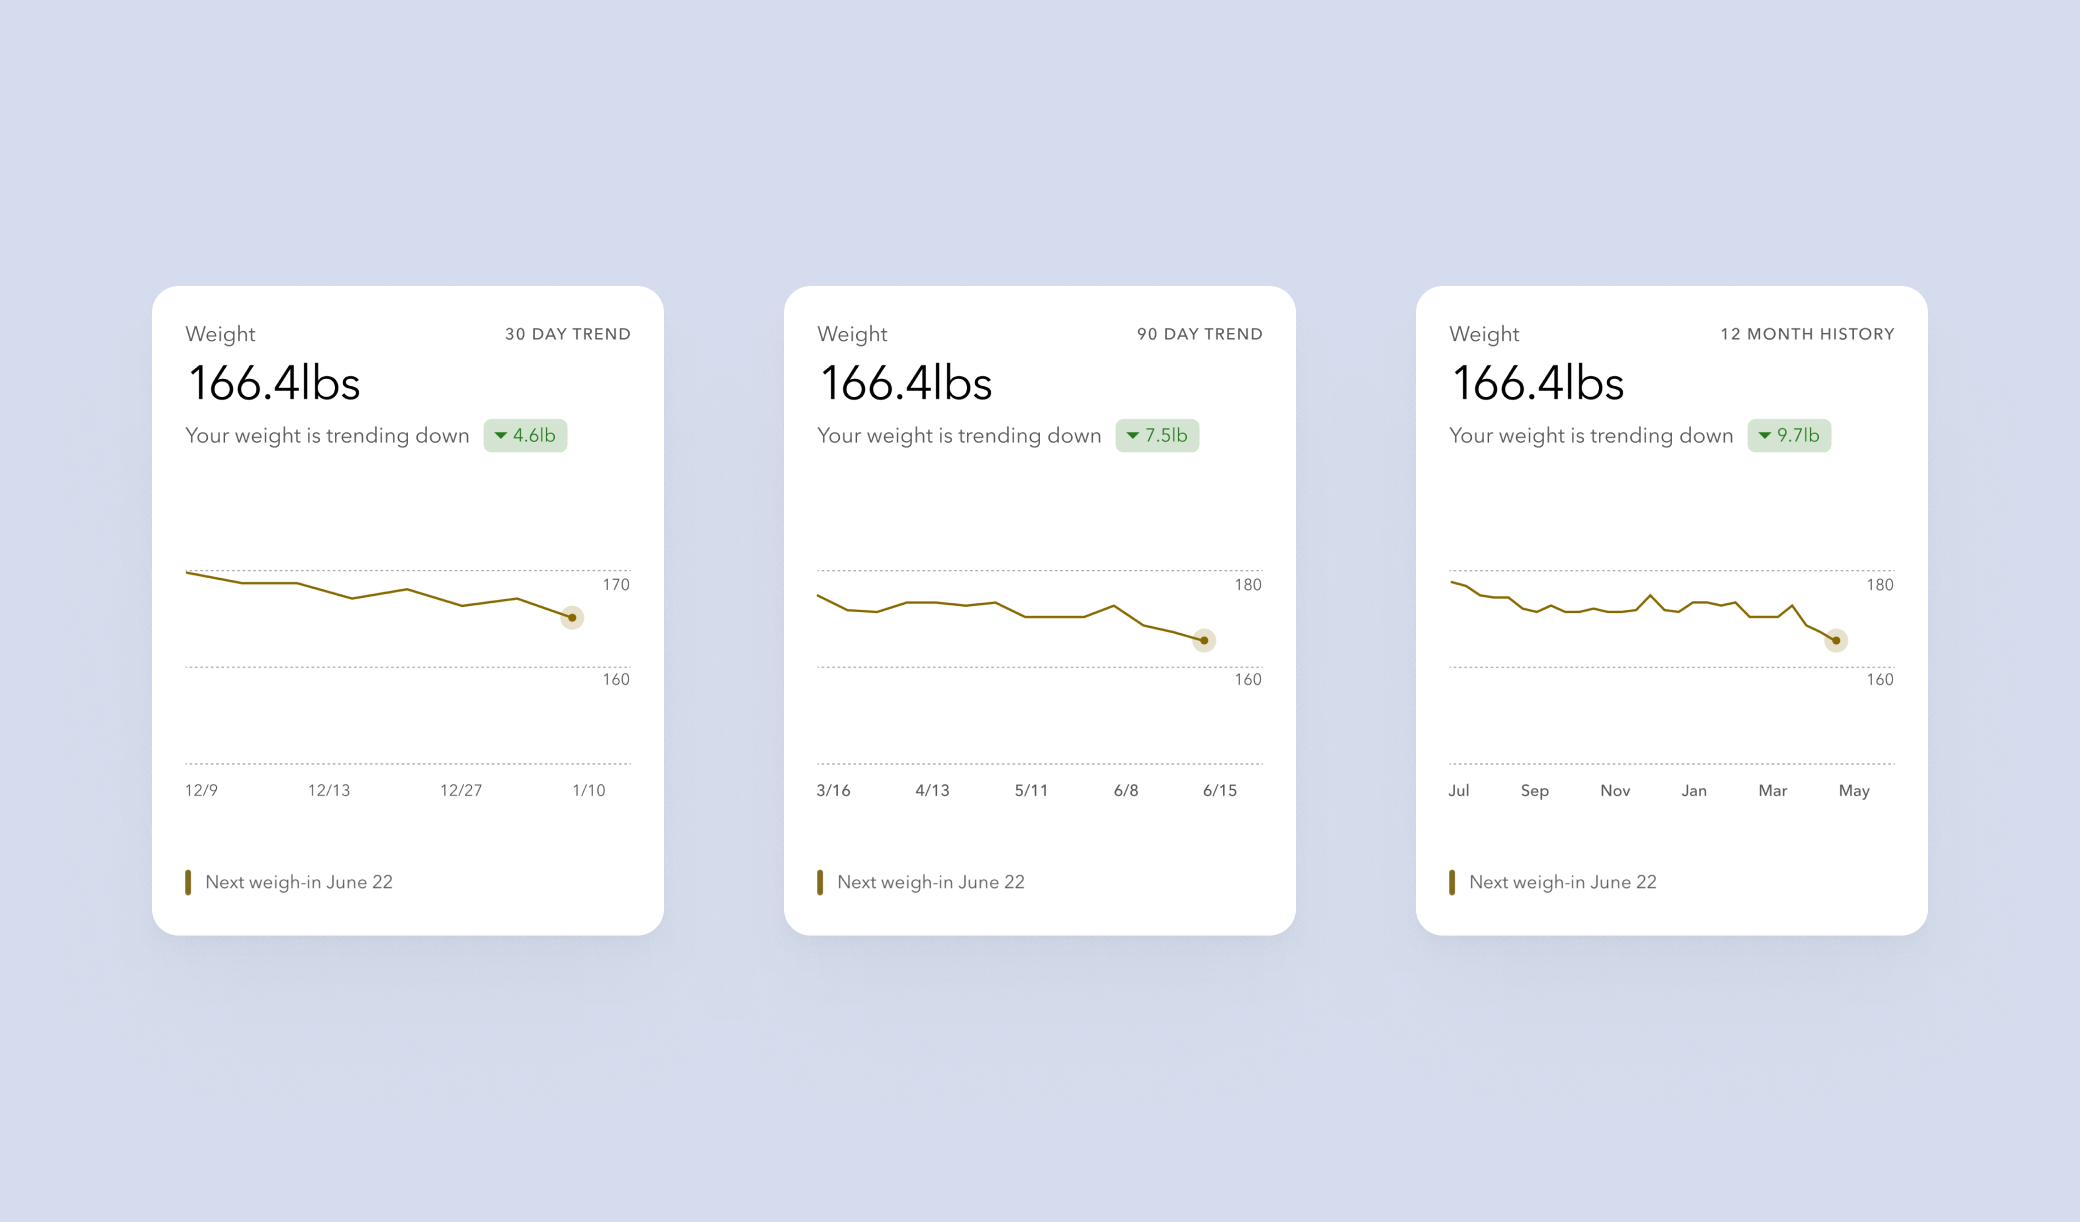 Weight 30 DAY TREND
166.4lbs
Your weight is trending down 4.6lb
170
160
12/9 12/13 12/27 1/10
Next weigh-in June 22
Weight 90 DAY TREND
166.4lbs
Your weight is trending down 7.5lb
180
160
3/16 4/13 5/11 6/8 6/15
Next weigh-in June 22
Weight 12 MONTH HISTORY
166.4lbs
Your weight is trending down 9.7lb
180
160
Jul Sep Nov Jan Mar May
Next weigh-in June 22